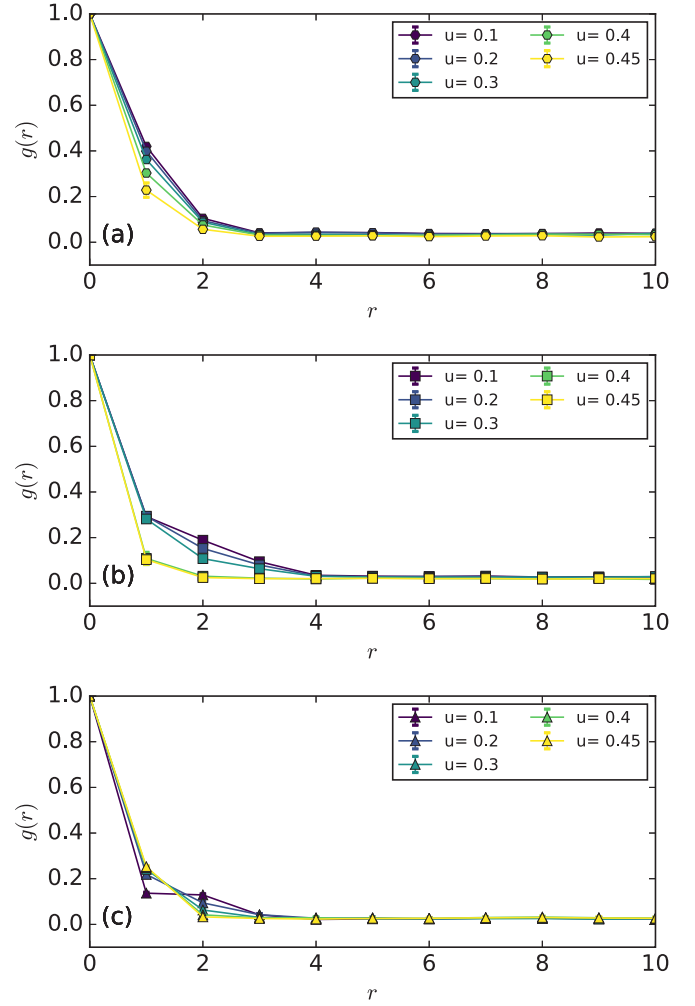 1.0
0.8
0.6
0.4
0.2
0.0
g(r)
(a)
u= 0.1
u= 0.2
u= 0.3
u= 0.4
u= 0.45
0 2 4 6 8 10
r
1.0
0.8
0.6
0.4
0.2
0.0
g(r)
(b)
u= 0.1
u= 0.2
u= 0.3
u= 0.4
u= 0.45
0 2 4 6 8 10
r
1.0
0.8
0.6
0.4
0.2
0.0
g(r)
(c)
u= 0.1
u= 0.2
u= 0.3
u= 0.4
u= 0.45
0 2 4 6 8 10
r